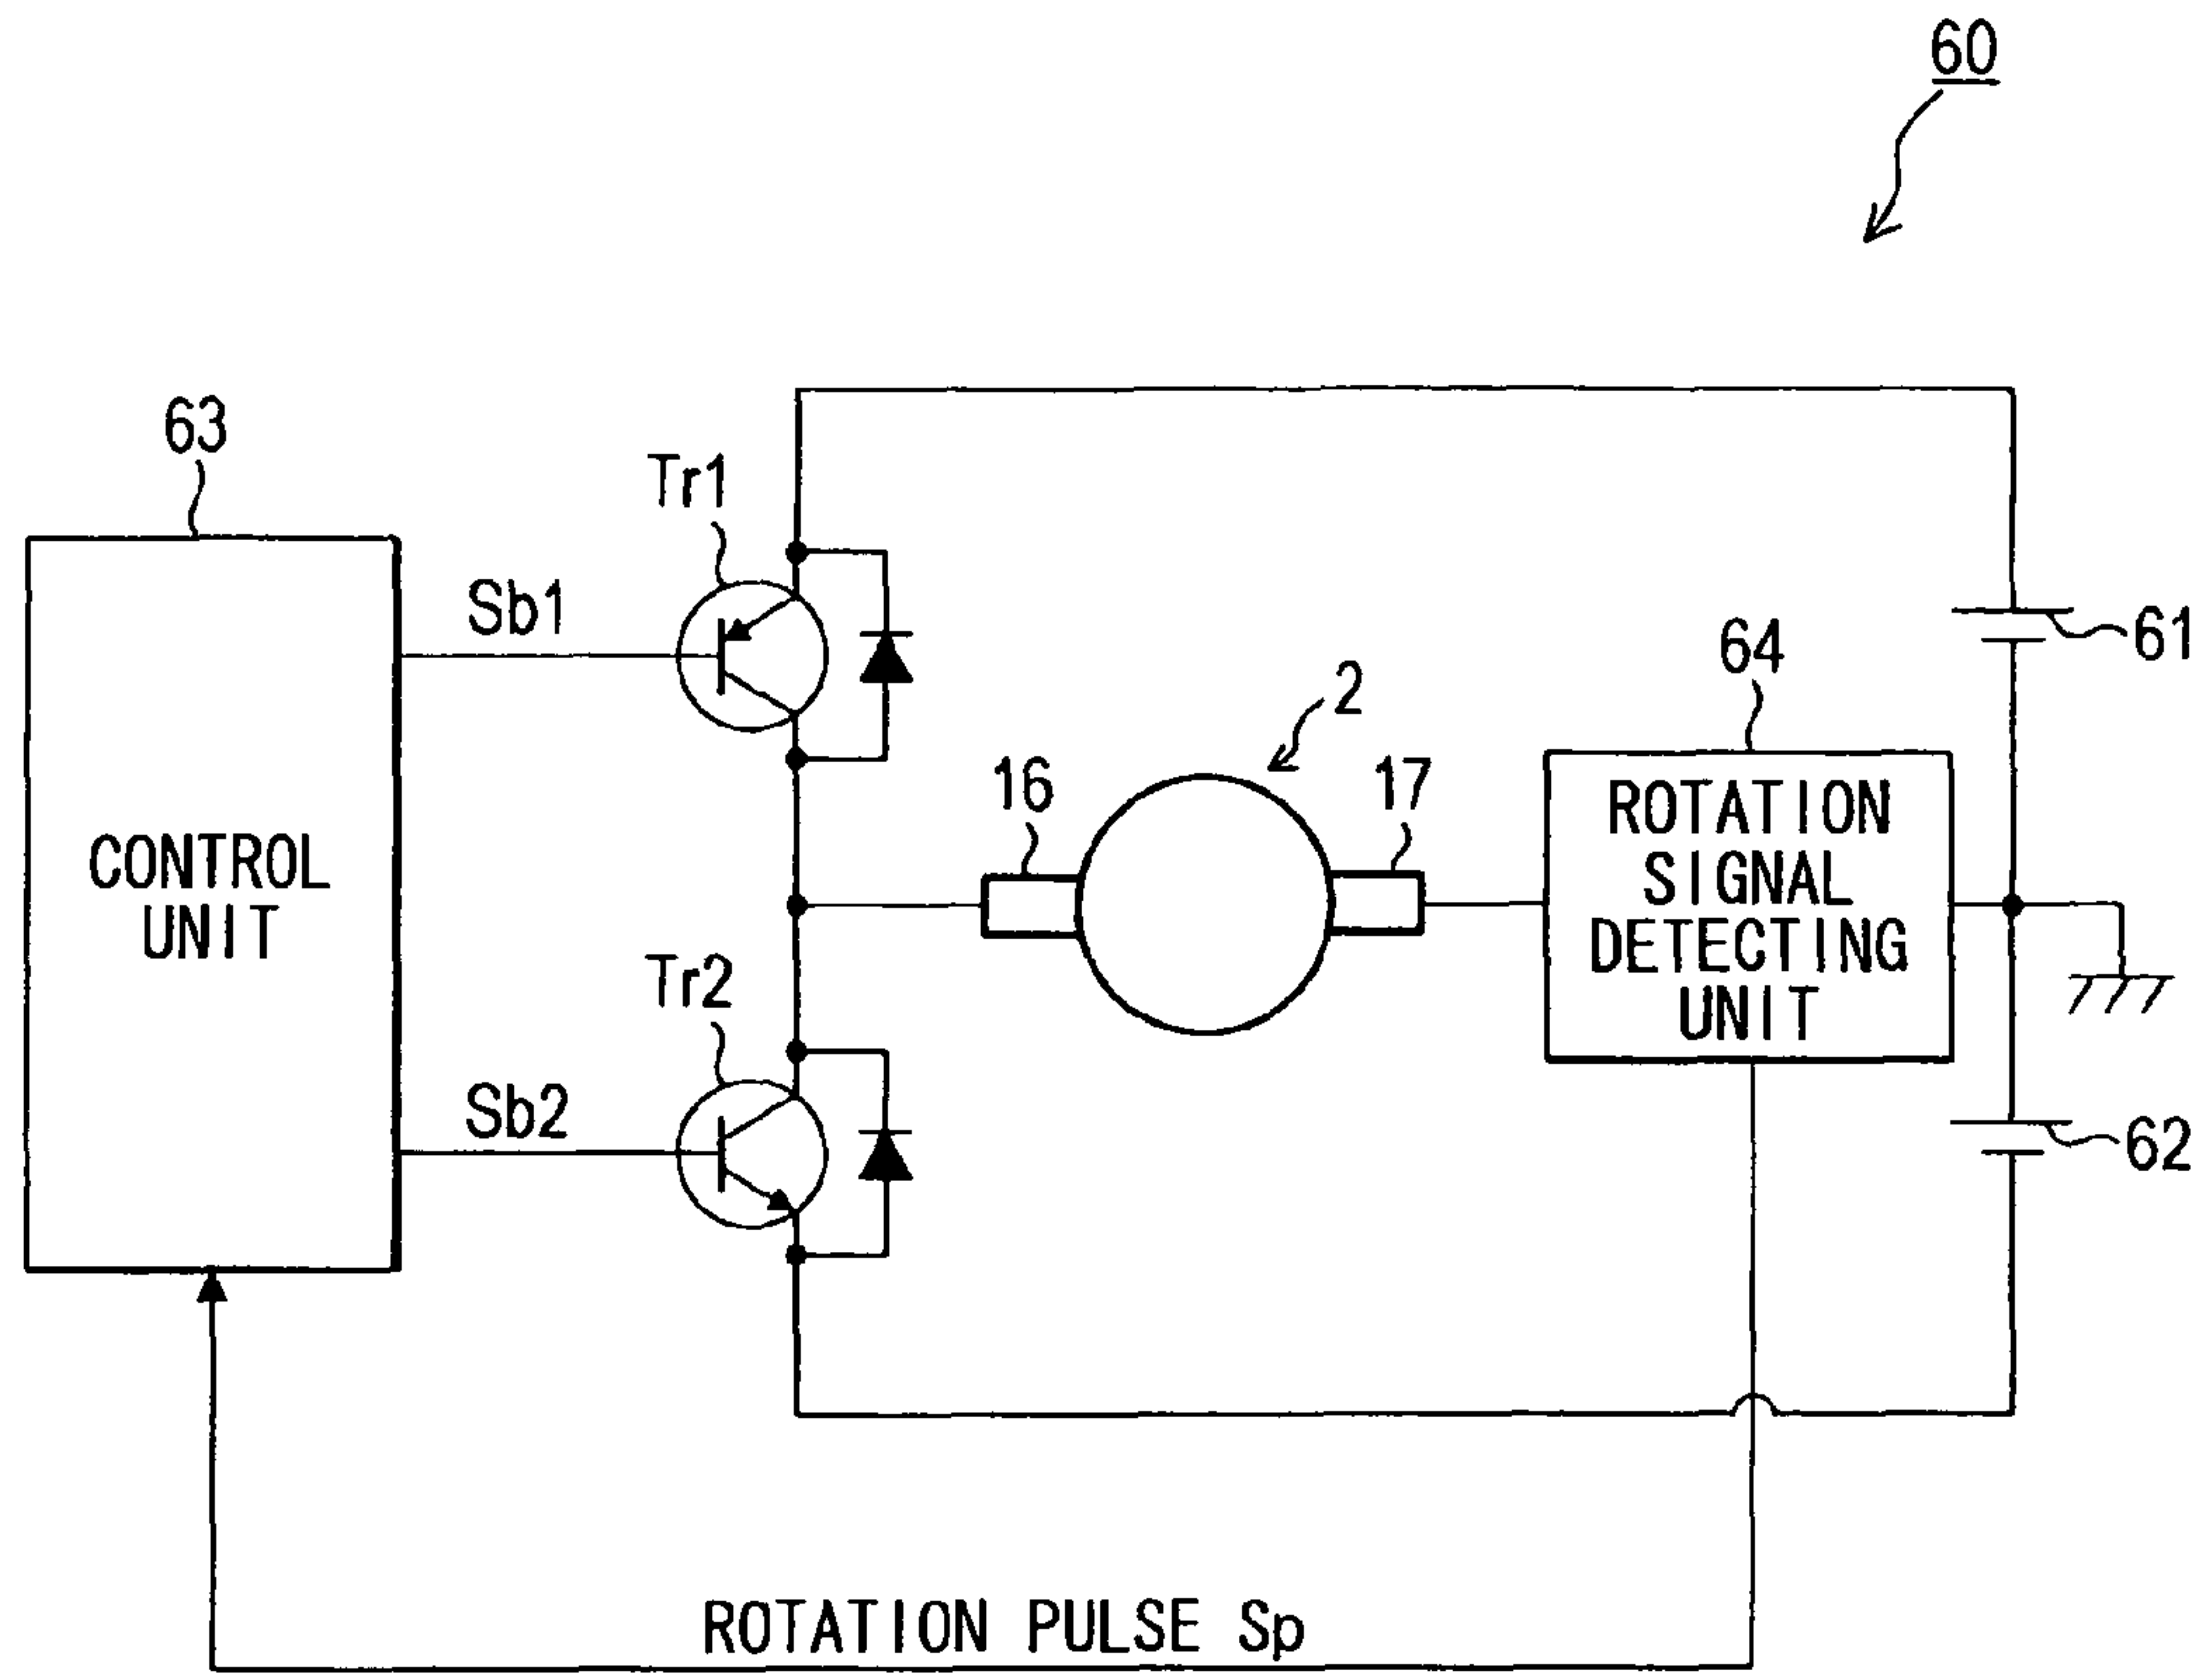 60
63
Tr1
Sb1
61
64
2
16
17
ROTATION
SIGNAL
DETECTING
UNIT
CONTROL
UNIT
Tr2
Sb2
62
ROTATION PULSE Sp